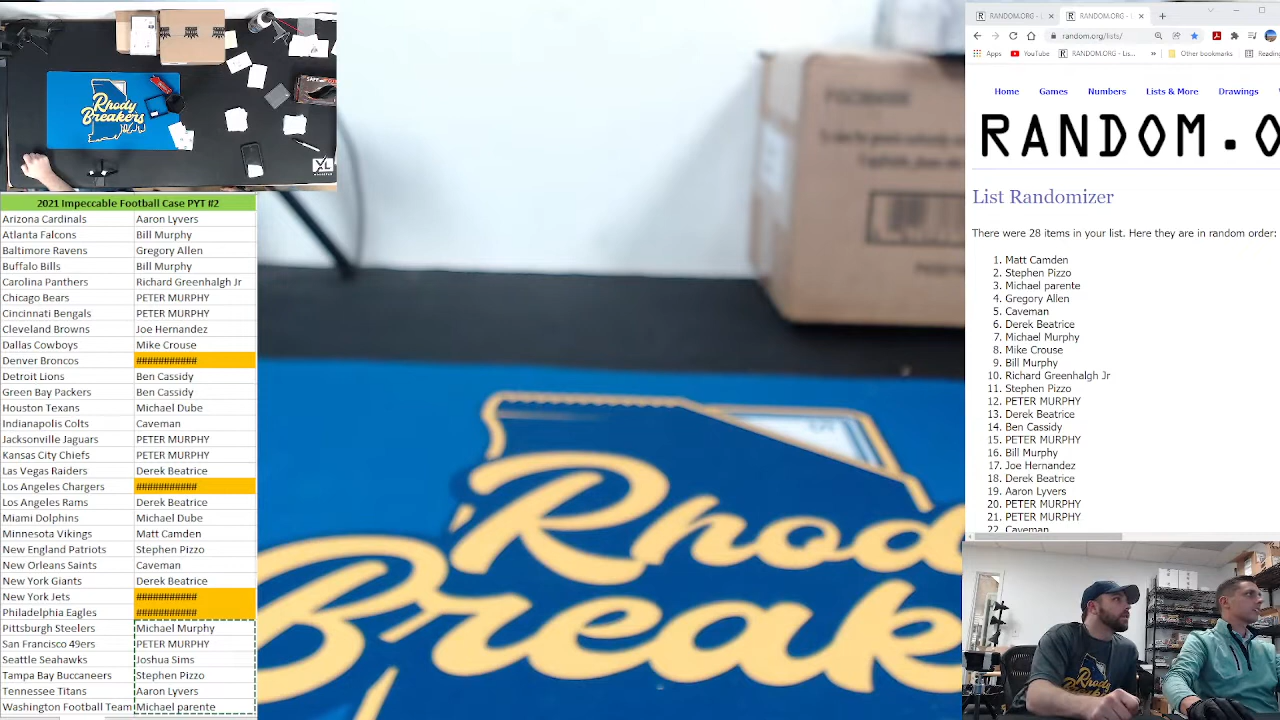 Rhody
Breakers
2021 Impeccable Football Case PYT #2
Arizona Cardinals Aaron Lyvers
Atlanta Falcons Bill Murphy
Baltimore Ravens Gregory Allen
Buffalo Bills Bill Murphy
Carolina Panthers Richard Greenhalgh Jr
Chicago Bears PETER MURPHY
Cincinnati Bengals PETER MURPHY
Cleveland Browns Joe Hernandez
Dallas Cowboys Mike Crouse
Denver Broncos ###########
Detroit Lions Ben Cassidy
Green Bay Packers Ben Cassidy
Houston Texans Michael Dube
Indianapolis Colts Caveman
Jacksonville Jaguars PETER MURPHY
Kansas City Chiefs PETER MURPHY
Las Vegas Raiders Derek Beatrice
Los Angeles Chargers ###########
Los Angeles Rams Derek Beatrice
Miami Dolphins Michael Dube
Minnesota Vikings Matt Camden
New England Patriots Stephen Pizzo
New Orleans Saints Caveman
New York Giants Derek Beatrice
New York Jets ###########
Philadelphia Eagles ###########
Pittsburgh Steelers Michael Murphy
San Francisco 49ers PETER MURPHY
Seattle Seahawks Joshua Sims
Tampa Bay Buccaneers Stephen Pizzo
Tennessee Titans Aaron Lyvers
Washington Football Team Michael parente
Rhod
Breake
RANDOM.ORG - L RANDOM.ORG
random.org/lists/
Apps YouTube RANDOM.ORG - Lis... Other bookmarks Reading
Home Games Numbers Lists & More Drawings
RANDOM.O
List Randomizer
There were 28 items in your list. Here they are in random order:
1. Matt Camden
2. Stephen Pizzo
3. Michael parente
4. Gregory Allen
5. Caveman
6. Derek Beatrice
7. Michael Murphy
8. Mike Crouse
9. Bill Murphy
10. Richard Greenhalgh Jr
11. Stephen Pizzo
12. PETER MURPHY
13. Derek Beatrice
14. Ben Cassidy
15. PETER MURPHY
16. Bill Murphy
17. Joe Hernandez
18. Derek Beatrice
19. Aaron Lyvers
20. PETER MURPHY
21. PETER MURPHY
22. Caveman
Rhody
Breakers